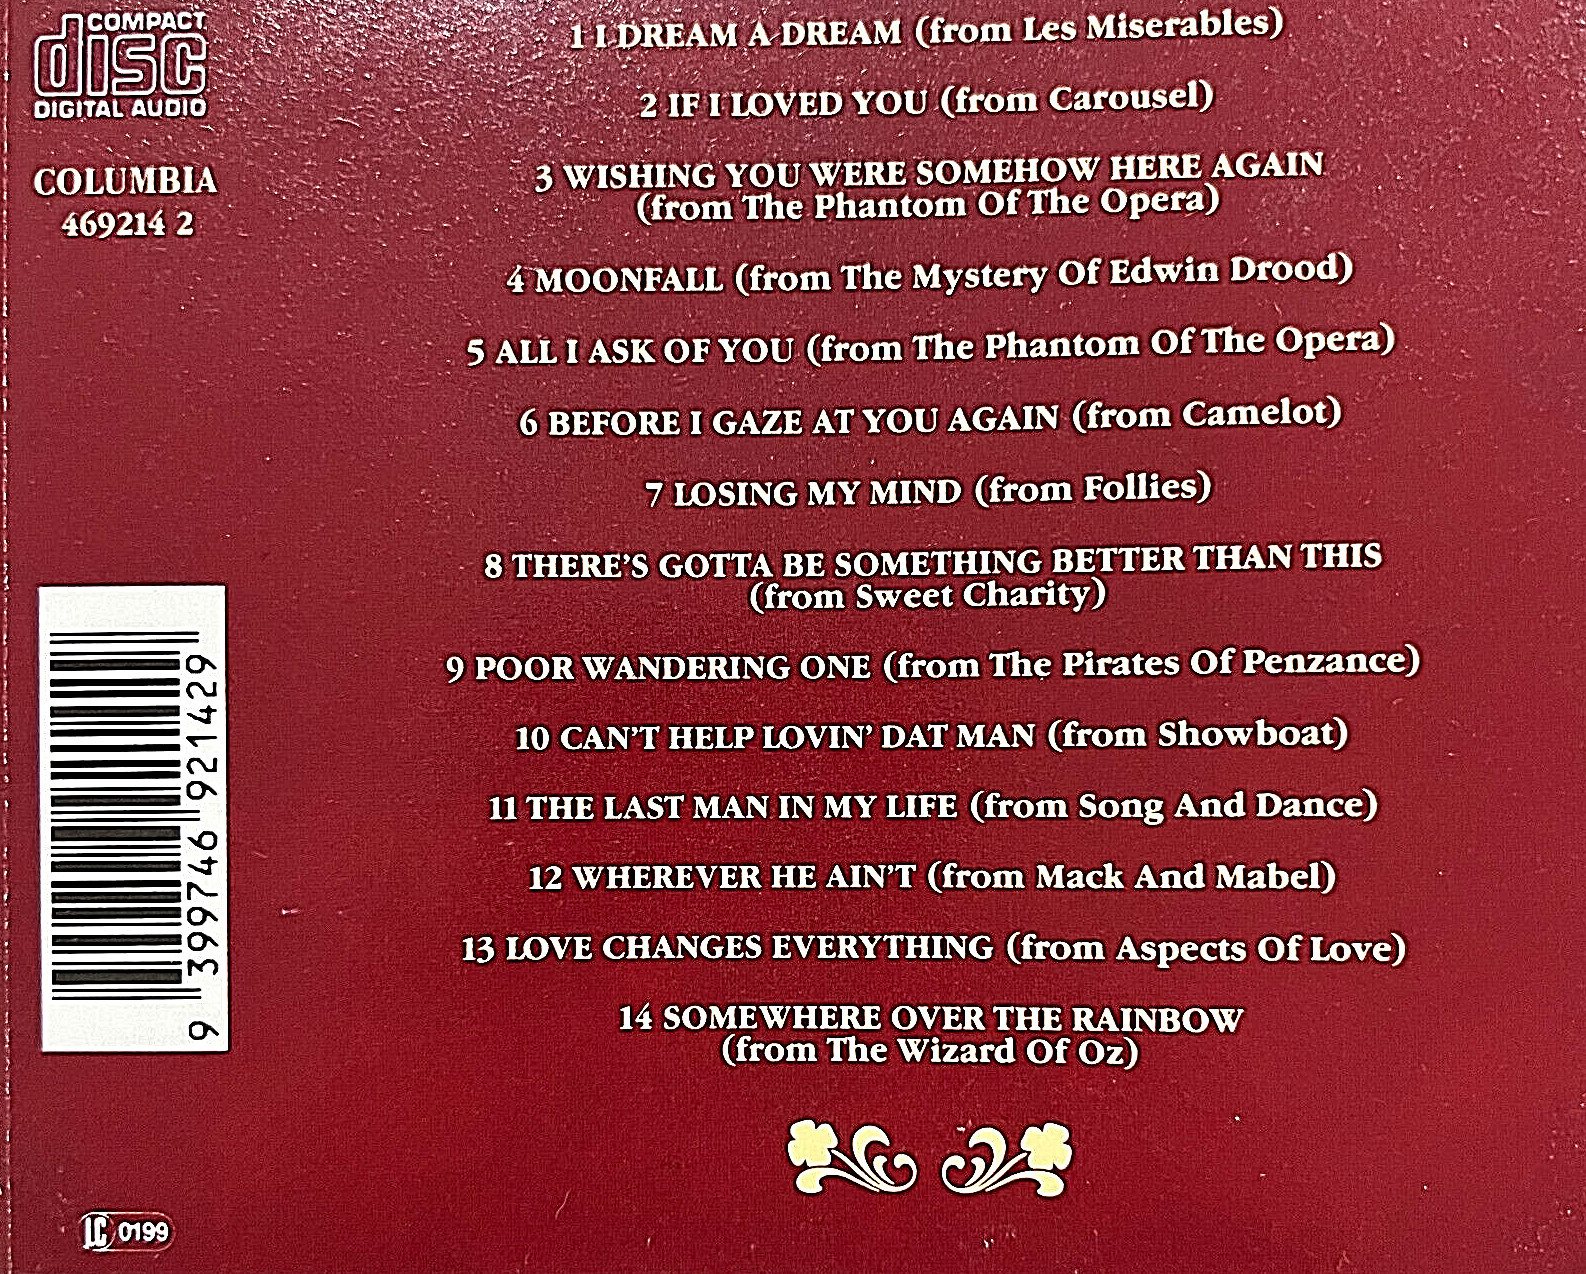 COMPACT
disc
DIGITAL AUDIO
COLUMBIA
469214 2
1 I DREAM A DREAM (from Les Miserables)
2 IF I LOVED YOU (from Carousel)
3 WISHING YOU WERE SOMEHOW HERE AGAIN
(from The Phantom Of The Opera)
4 MOONFALL (from The Mystery Of Edwin Drood)
5 ALL I ASK OF YOU (from The Phantom Of The Opera)
6 BEFORE I GAZE AT YOU AGAIN (from Camelot)
7 LOSING MY MIND (from Follies)
8 THERE'S GOTTA BE SOMETHING BETTER THAN THIS
(from Sweet Charity)
9 POOR WANDERING ONE (from The Pirates Of Penzance)
10 CAN'T HELP LOVIN' DAT MAN (from Showboat)
11 THE LAST MAN IN MY LIFE (from Song And Dance)
12 WHEREVER HE AIN'T (from Mack And Mabel)
13 LOVE CHANGES EVERYTHING (from Aspects Of Love)
14 SOMEWHERE OVER THE RAINBOW
(from The Wizard Of Oz)
9 399746 921429
LC 0199